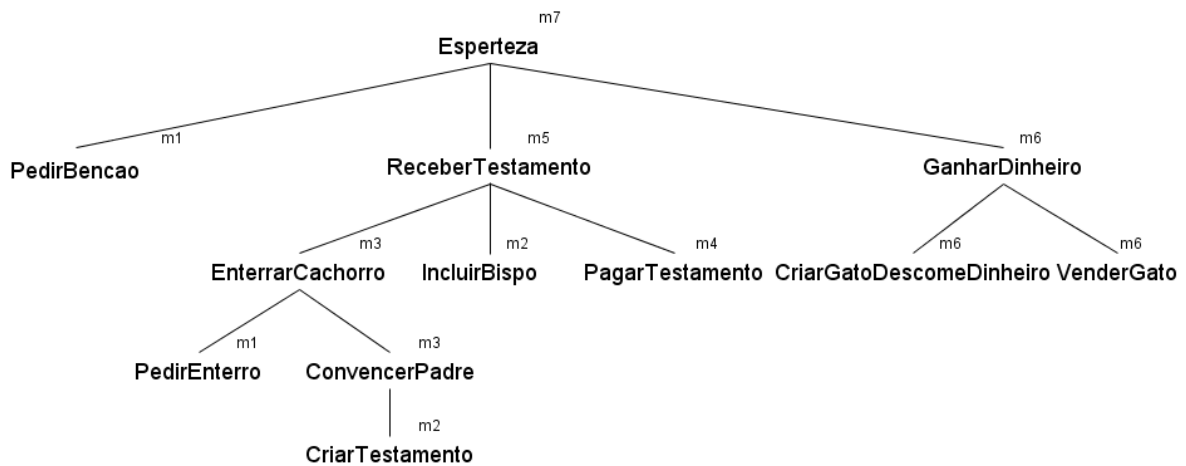 m7
Esperteza
m1 m5 m6
PedirBencao ReceberTestamento GanharDinheiro
m3 m2 m4 m6 m6
EnterrarCachorro IncluirBispo PagarTestamento CriarGatoDescomeDinheiro VenderGato
m1 m3
PedirEnterro ConvencerPadre
m2
CriarTestamento